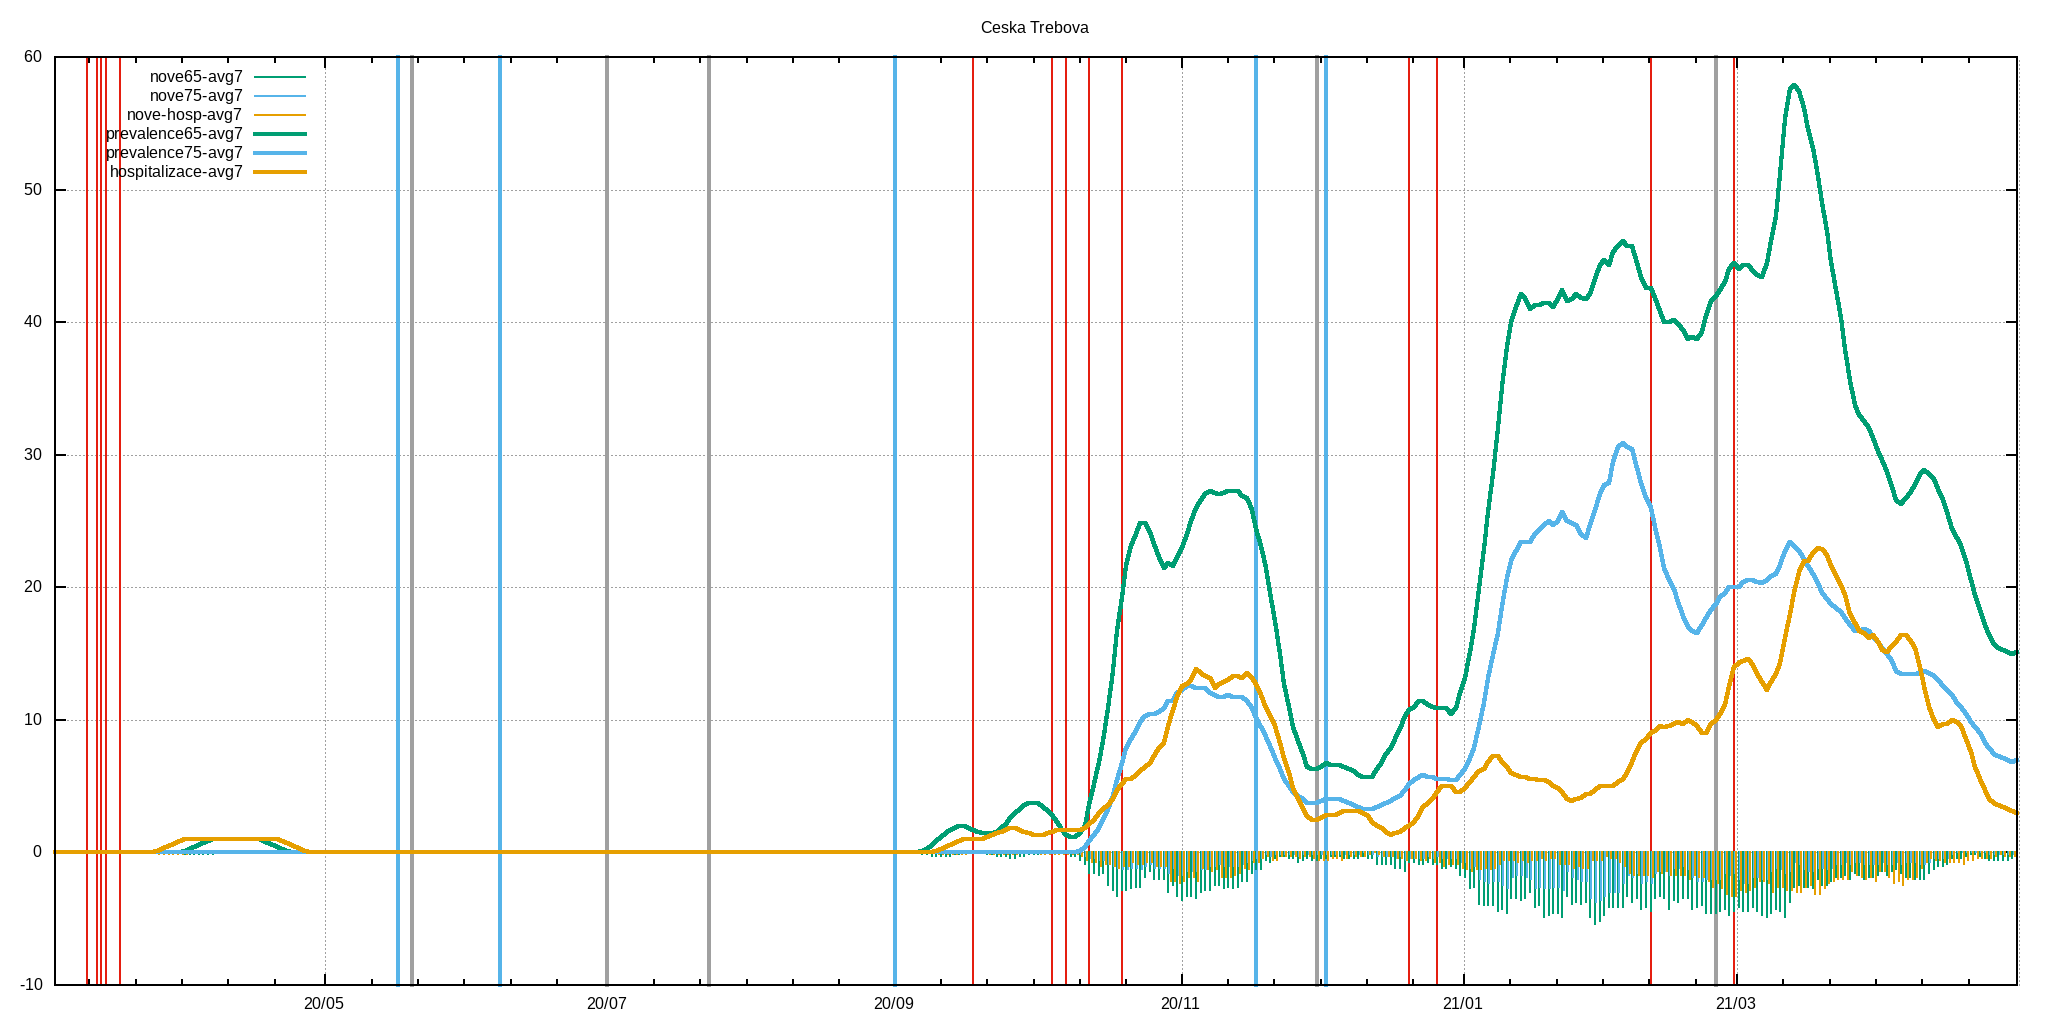 Ceska Trebova
60
50
40
30
20
10
0
-10
nove65-avg7
nove75-avg7
nove-hosp-avg7
prevalence65-avg7
prevalence75-avg7
hospitalizace-avg7
20/05
20/07
20/09
20/11
21/01
21/03